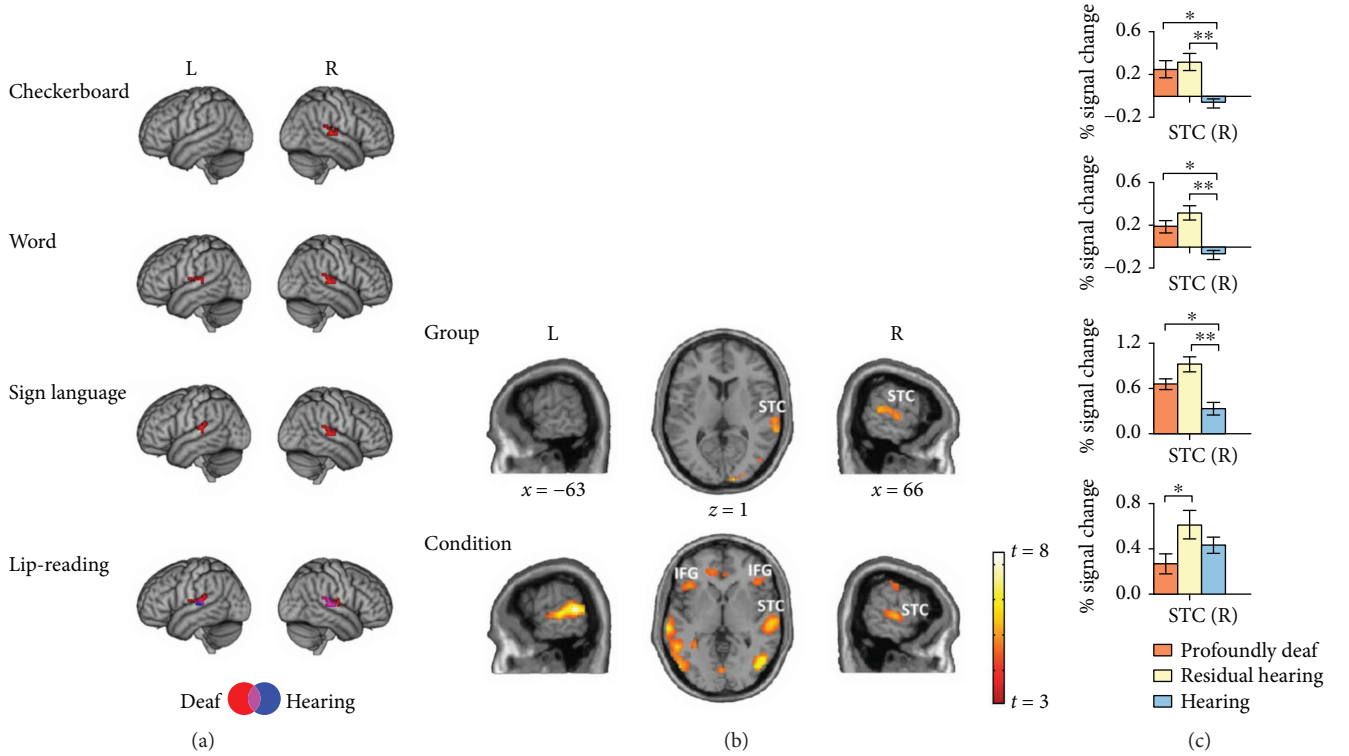 L R
Checkerboard
Word
Sign language
Lip-reading
Deaf Hearing
(a)
Group L R
STC
STC
x = −63
z = 1
x = 66
Condition
IFG IFG
STC
STC
t = 8
t = 3
(b)
% signal change
0.6
0.2
−0.2
* 
**
STC (R)
% signal change
0.6
0.2
−0.2
*
**
STC (R)
% signal change
1.2
0.6
0.0
*
**
STC (R)
% signal change
0.8
0.4
0.0
*
STC (R)
Profoundly deaf
Residual hearing
Hearing
(c)